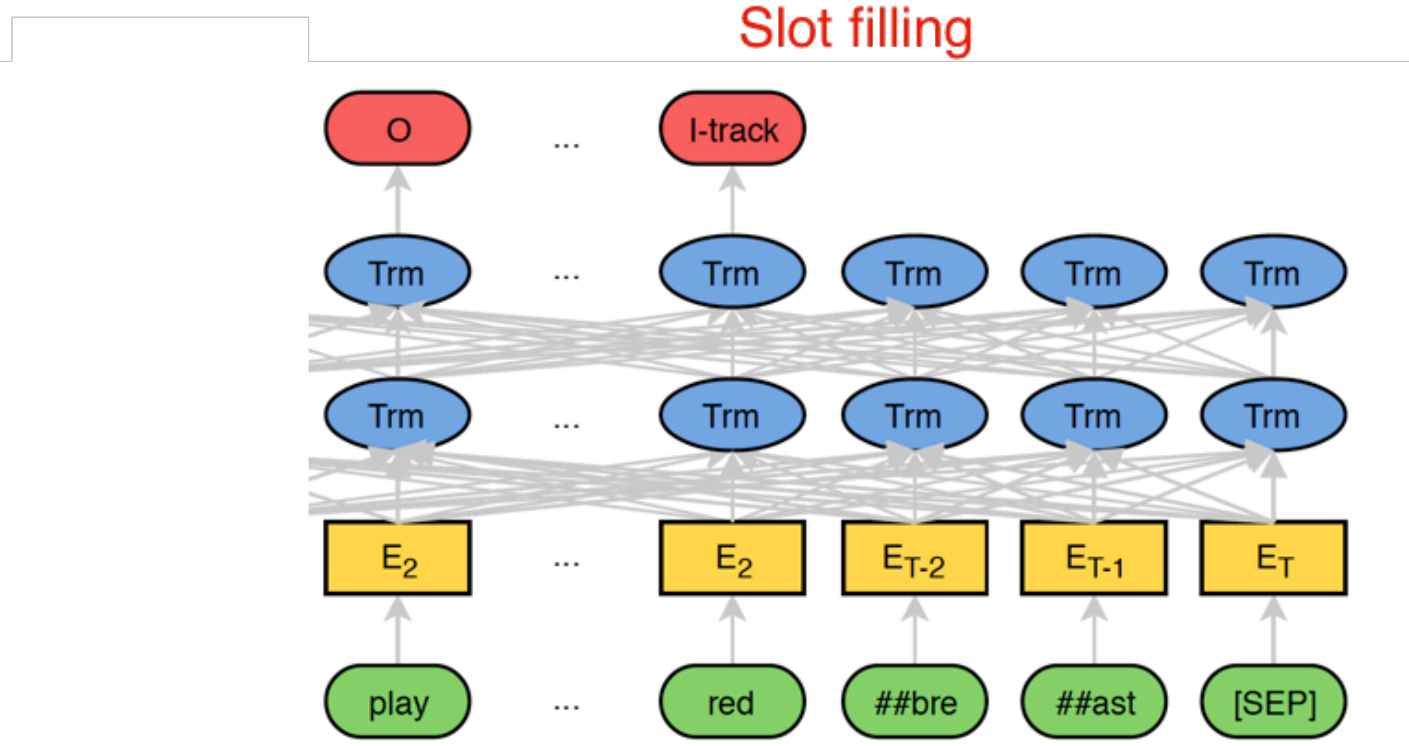 Slot filling
O ... I-track
Trm ... Trm Trm Trm Trm
Trm ... Trm Trm Trm Trm
E2 ... E2 ET-2 ET-1 ET
play ... red ##bre ##ast [SEP]